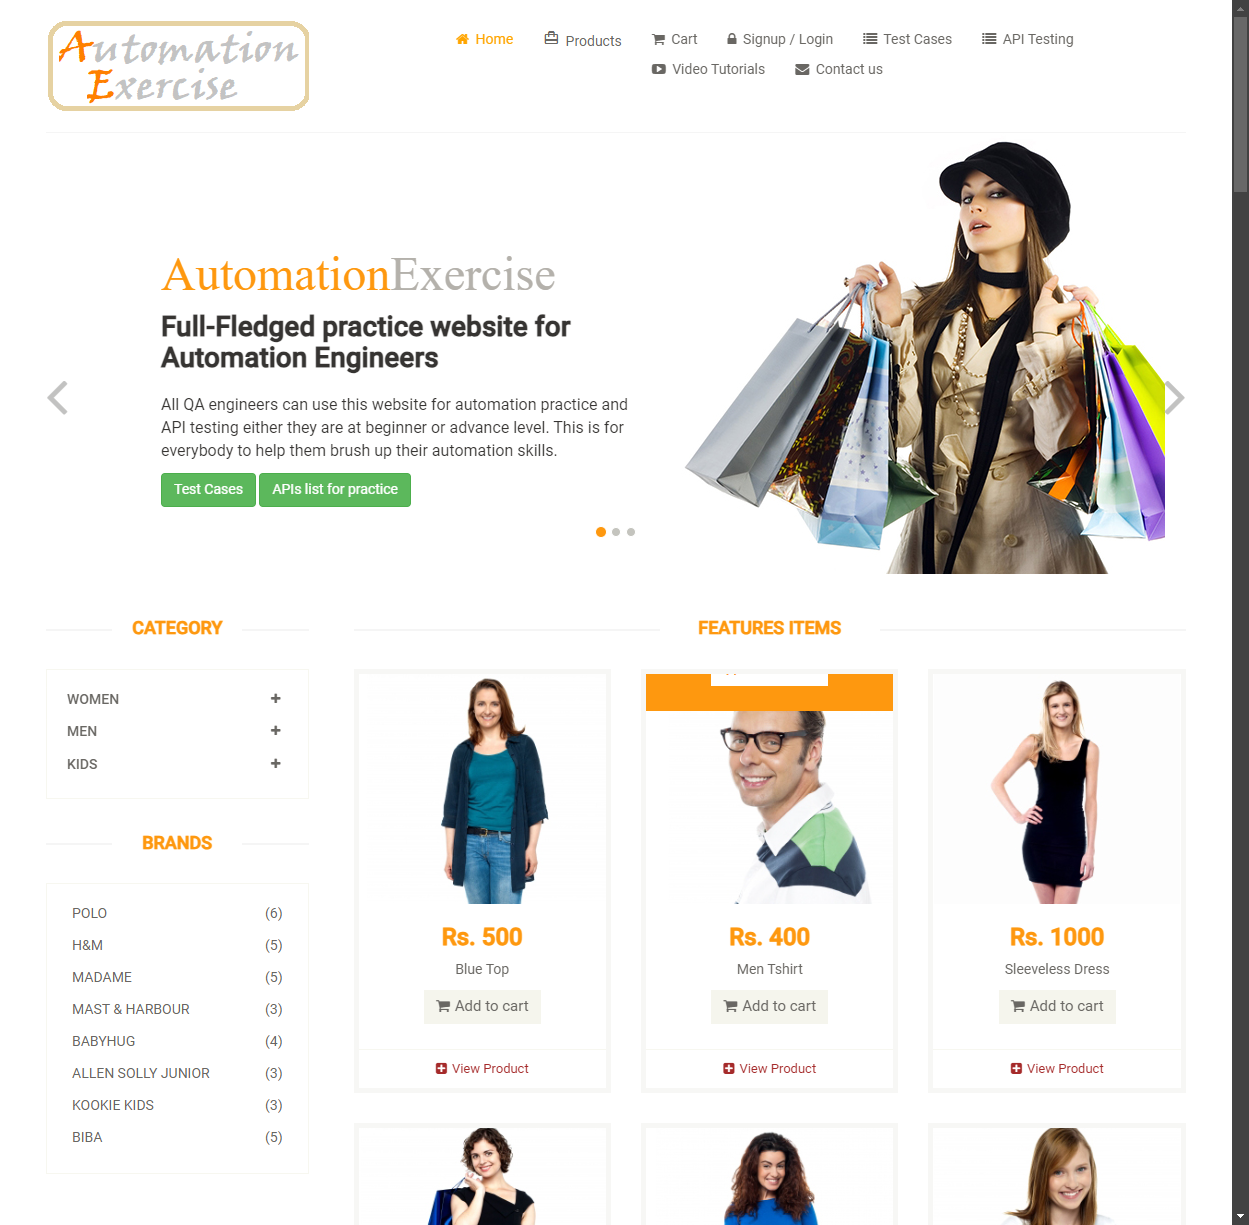 Automation
Exercise
Home
Products
Cart
Signup / Login
Test Cases
API Testing
Video Tutorials
Contact us
AutomationExercise
Full-Fledged practice website for
Automation Engineers
All QA engineers can use this website for automation practice and
API testing either they are at beginner or advance level. This is for
everybody to help them brush up their automation skills.
Test Cases
APIs list for practice
CATEGORY
WOMEN
MEN
KIDS
BRANDS
POLO (6)
H&M (5)
MADAME (5)
MAST & HARBOUR (3)
BABYHUG (4)
ALLEN SOLLY JUNIOR (3)
KOOKIE KIDS (3)
BIBA (5)
FEATURES ITEMS
Rs. 500
Blue Top
Add to cart
View Product
Rs. 400
Men Tshirt
Add to cart
View Product
Rs. 1000
Sleeveless Dress
Add to cart
View Product